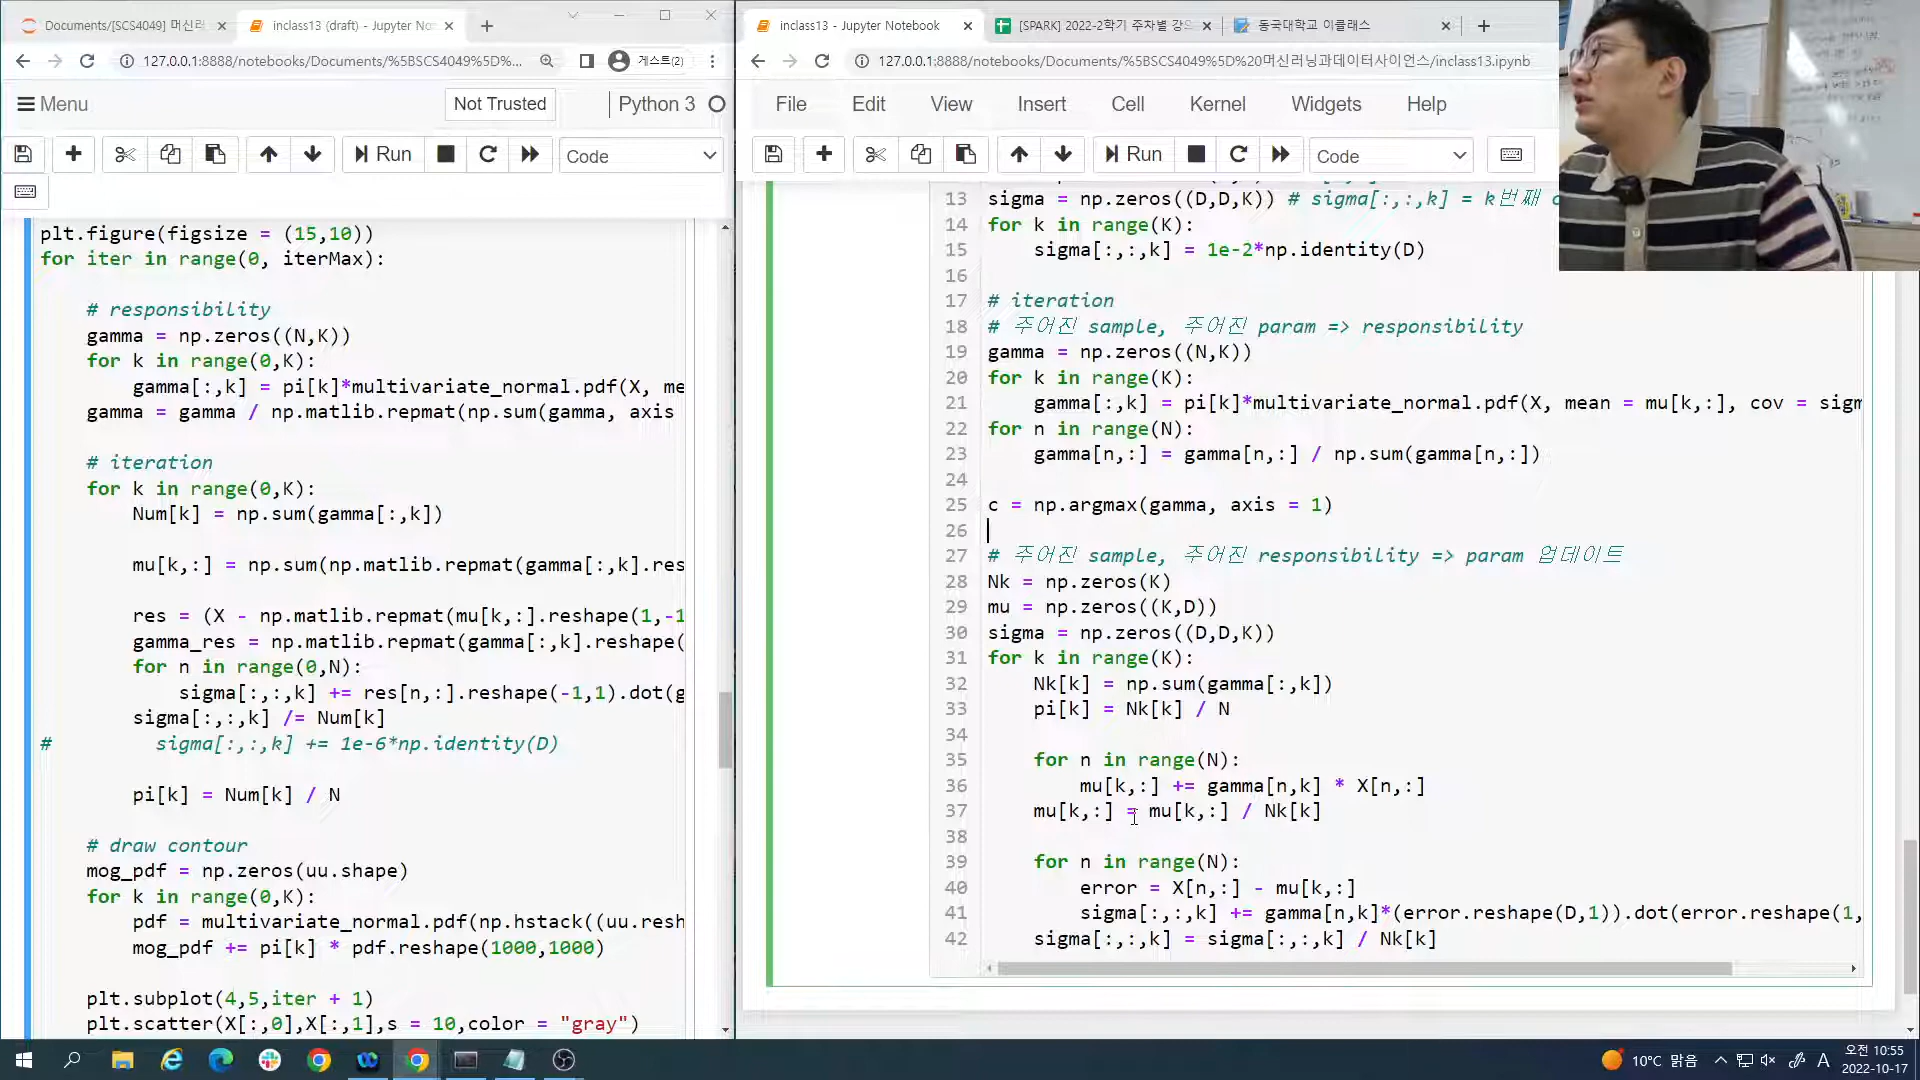 Documents/[SCS4049] 머신러
inclass13 (draft) - Jupyter No
127.0.0.1:8888/notebooks/Documents/%5BSCS4049%5D%...
게스트(2)
Menu
Not Trusted
Python 3
Run
Code
plt.figure(figsize = (15,10))
for iter in range(0, iterMax):
# responsibility
gamma = np.zeros((N,K))
for k in range(0,K):
gamma[:,k] = pi[k]*multivariate_normal.pdf(X, me
gamma = gamma / np.matlib.repmat(np.sum(gamma, axis
# iteration
for k in range(0,K):
Num[k] = np.sum(gamma[:,k])
mu[k,:] = np.sum(np.matlib.repmat(gamma[:,k].res
res = (X - np.matlib.repmat(mu[k,:].reshape(1,-1
gamma_res = np.matlib.repmat(gamma[:,k].reshape(
for n in range(0,N):
sigma[:,:,k] += res[n,:].reshape(-1,1).dot(g
sigma[:,:,k] /= Num[k]
# sigma[:,:,k] += 1e-6*np.identity(D)
pi[k] = Num[k] / N
# draw contour
mog_pdf = np.zeros(uu.shape)
for k in range(0,K):
pdf = multivariate_normal.pdf(np.hstack((uu.resh
mog_pdf += pi[k] * pdf.reshape(1000,1000)
plt.subplot(4,5,iter + 1)
plt.scatter(X[:,0],X[:,1],s = 10,color = "gray")
inclass13 - Jupyter Notebook
[SPARK] 2022-2학기 주차별 강의
동국대학교 이클래스
127.0.0.1:8888/notebooks/Documents/%5BSCS4049%5D%20머신러닝과데이터사이언스/inclass13.ipynb
File Edit View Insert Cell Kernel Widgets Help
Run
Code
13 sigma = np.zeros((D,D,K)) # sigma[:,:,k] = k번째 c
14 for k in range(K):
15 sigma[:,:,k] = 1e-2*np.identity(D)
16
17 # iteration
18 # 주어진 sample, 주어진 param => responsibility
19 gamma = np.zeros((N,K))
20 for k in range(K):
21 gamma[:,k] = pi[k]*multivariate_normal.pdf(X, mean = mu[k,:], cov = sigm
22 for n in range(N):
23 gamma[n,:] = gamma[n,:] / np.sum(gamma[n,:])
24
25 c = np.argmax(gamma, axis = 1)
26
27 # 주어진 sample, 주어진 responsibility => param 업데이트
28 Nk = np.zeros(K)
29 mu = np.zeros((K,D))
30 sigma = np.zeros((D,D,K))
31 for k in range(K):
32 Nk[k] = np.sum(gamma[:,k])
33 pi[k] = Nk[k] / N
34
35 for n in range(N):
36 mu[k,:] += gamma[n,k] * X[n,:]
37 mu[k,:] = mu[k,:] / Nk[k]
38
39 for n in range(N):
40 error = X[n,:] - mu[k,:]
41 sigma[:,:,k] += gamma[n,k]*(error.reshape(D,1)).dot(error.reshape(1,
42 sigma[:,:,k] = sigma[:,:,k] / Nk[k]
10°C 맑음
A
오전 10:55
2022-10-17